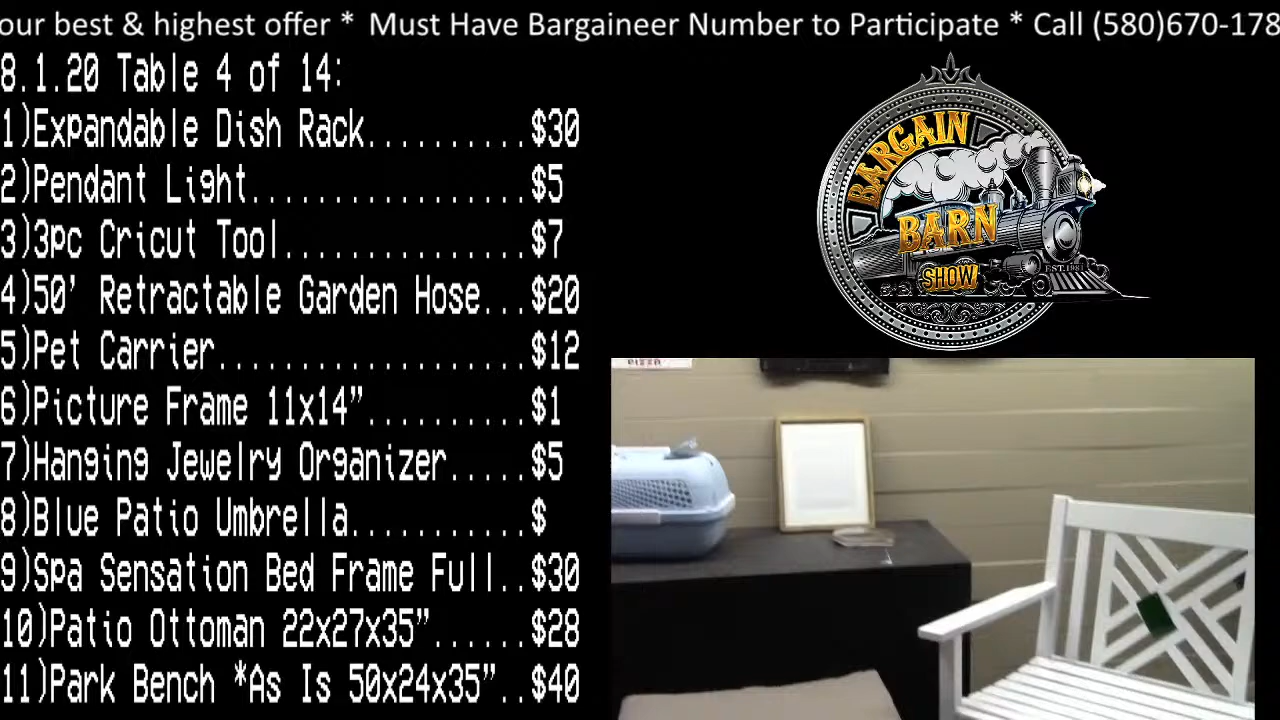 our best & highest offer * Must Have Bargaineer Number to Participate * Call (580)670-178
8.1.20 Table 4 of 14:
1)Expandable Dish Rack..........$30
2)Pendant Light.................$5
3)3pc Cricut Tool...............$7
4)50' Retractable Garden Hose...$20
5)Pet Carrier...................$12
6)Picture Frame 11x14”..........$1
7)Hanging Jewelry Organizer.....$5
8)Blue Patio Umbrella...........$
9)Spa Sensation Bed Frame Full..$30
10)Patio Ottoman 22x27x35”......$28
11)Park Bench *As Is 50x24x35”..$40
BARGAIN
BARN
SHOW